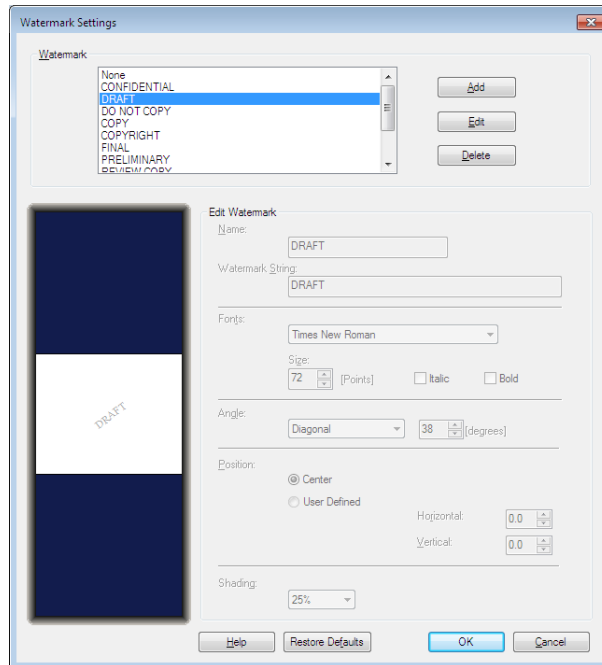 Watermark Settings
Watermark
None
CONFIDENTIAL
DRAFT
DO NOT COPY
COPY
COPYRIGHT
FINAL
PRELIMINARY
REVIEW COPY
Add
Edit
Delete
DRAFT
Edit Watermark
Name:
DRAFT
Watermark String:
DRAFT
Fonts:
Times New Roman
Size:
72 [Points] Italic Bold
Angle:
Diagonal 38 [degrees]
Position:
Center
User Defined
Horizontal: 0.0
Vertical: 0.0
Shading:
25%
Help Restore Defaults OK Cancel